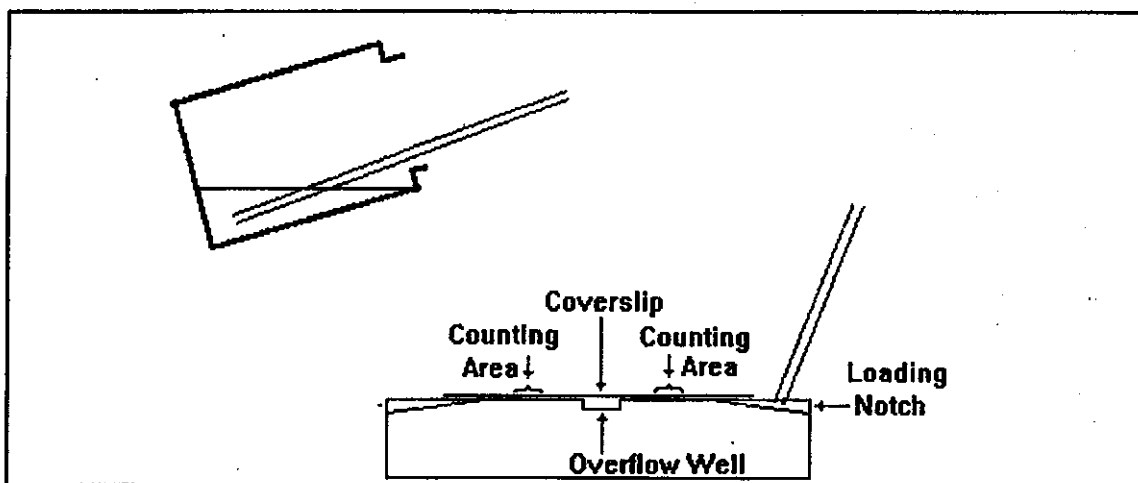 Coverslip
Counting
Area
Counting
Area
Loading
Notch
Overflow Well